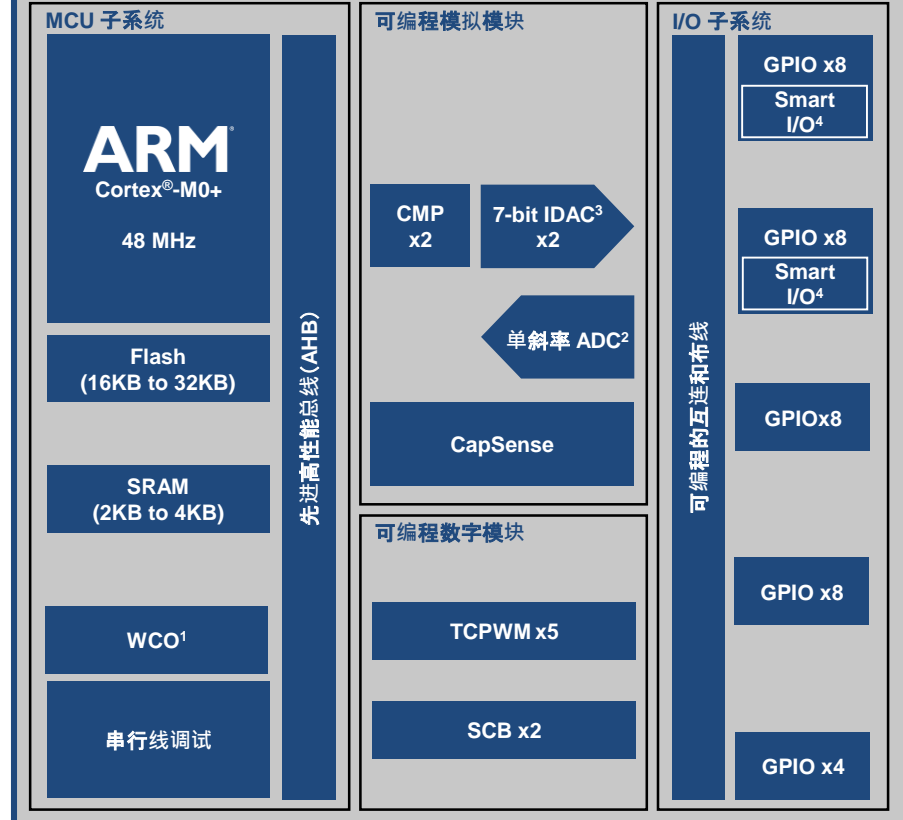 MCU 子系统
ARM
Cortex®-M0+
48 MHz
Flash
(16KB to 32KB)
SRAM
(2KB to 4KB)
WCO¹
串行线调试
先进高性能总线(AHB)
可编程模拟模块
CMP
x2
7-bit IDAC³
x2
单斜率 ADC²
CapSense
可编程数字模块
TCPWM x5
SCB x2
I/O 子系统
可编程的互连和布线
GPIO x8
Smart
I/O⁴
GPIO x8
Smart
I/O⁴
GPIOx8
GPIO x8
GPIO x4